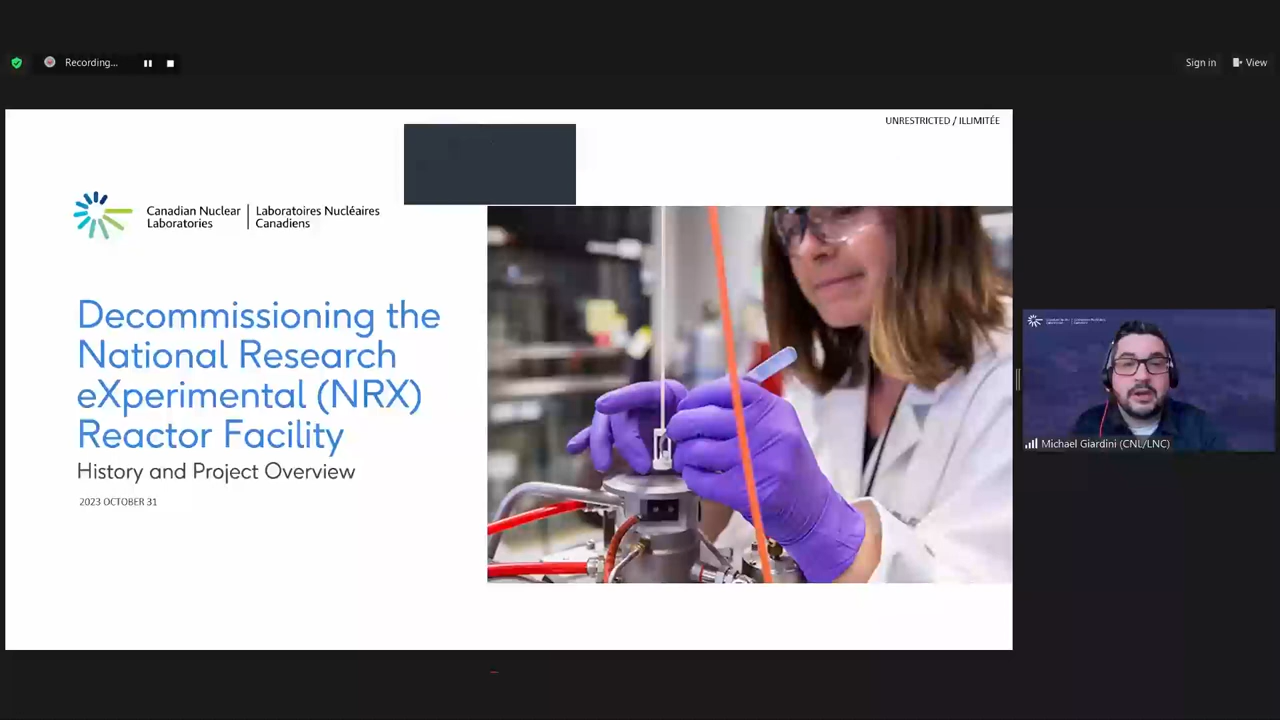 Recording...
Sign in
View
UNRESTRICTED / ILLIMITÉE
Canadian Nuclear
Laboratories
Laboratoires Nucléaires
Canadiens
Decommissioning the
National Research
eXperimental (NRX)
Reactor Facility
History and Project Overview
2023 OCTOBER 31
Michael Giardini (CNL/LNC)